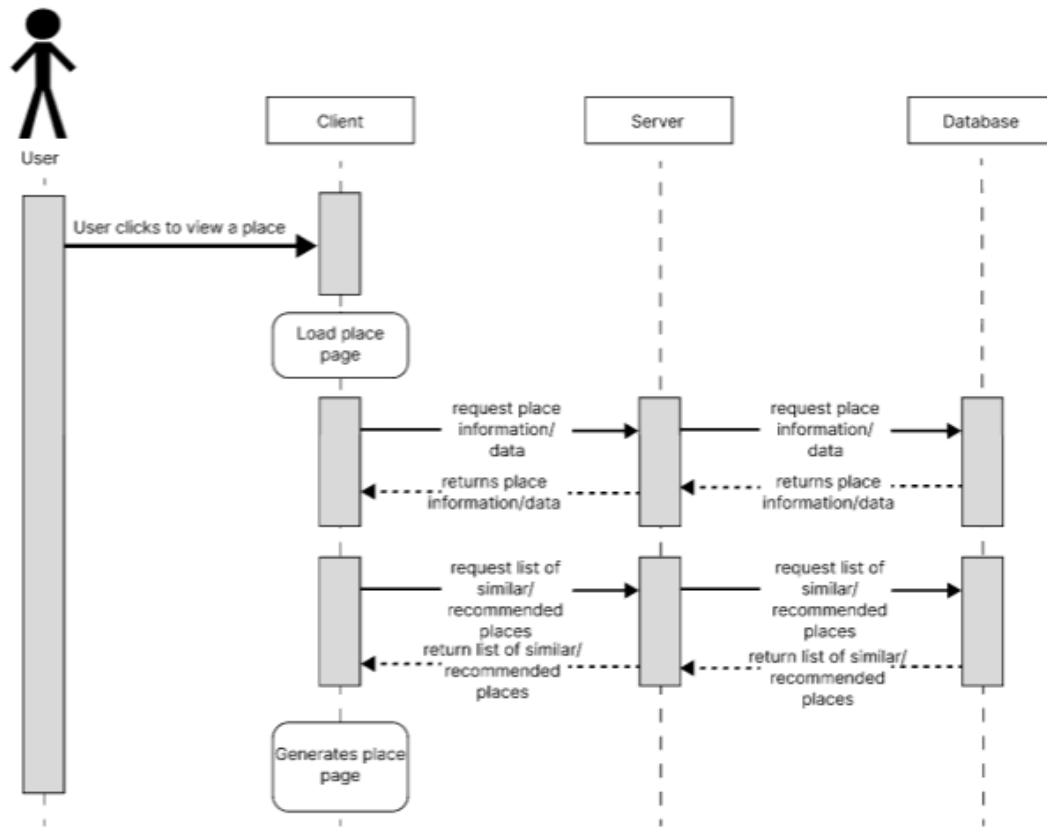 User
Client
Server
Database
User clicks to view a place
Load place
page
request place
information/
data
request place
information/
data
returns place
information/data
returns place
information/data
request list of
similar/
recommended
places
request list of
similar/
recommended
places
return list of similar/
recommended
places
return list of similar/
recommended
places
Generates place
page